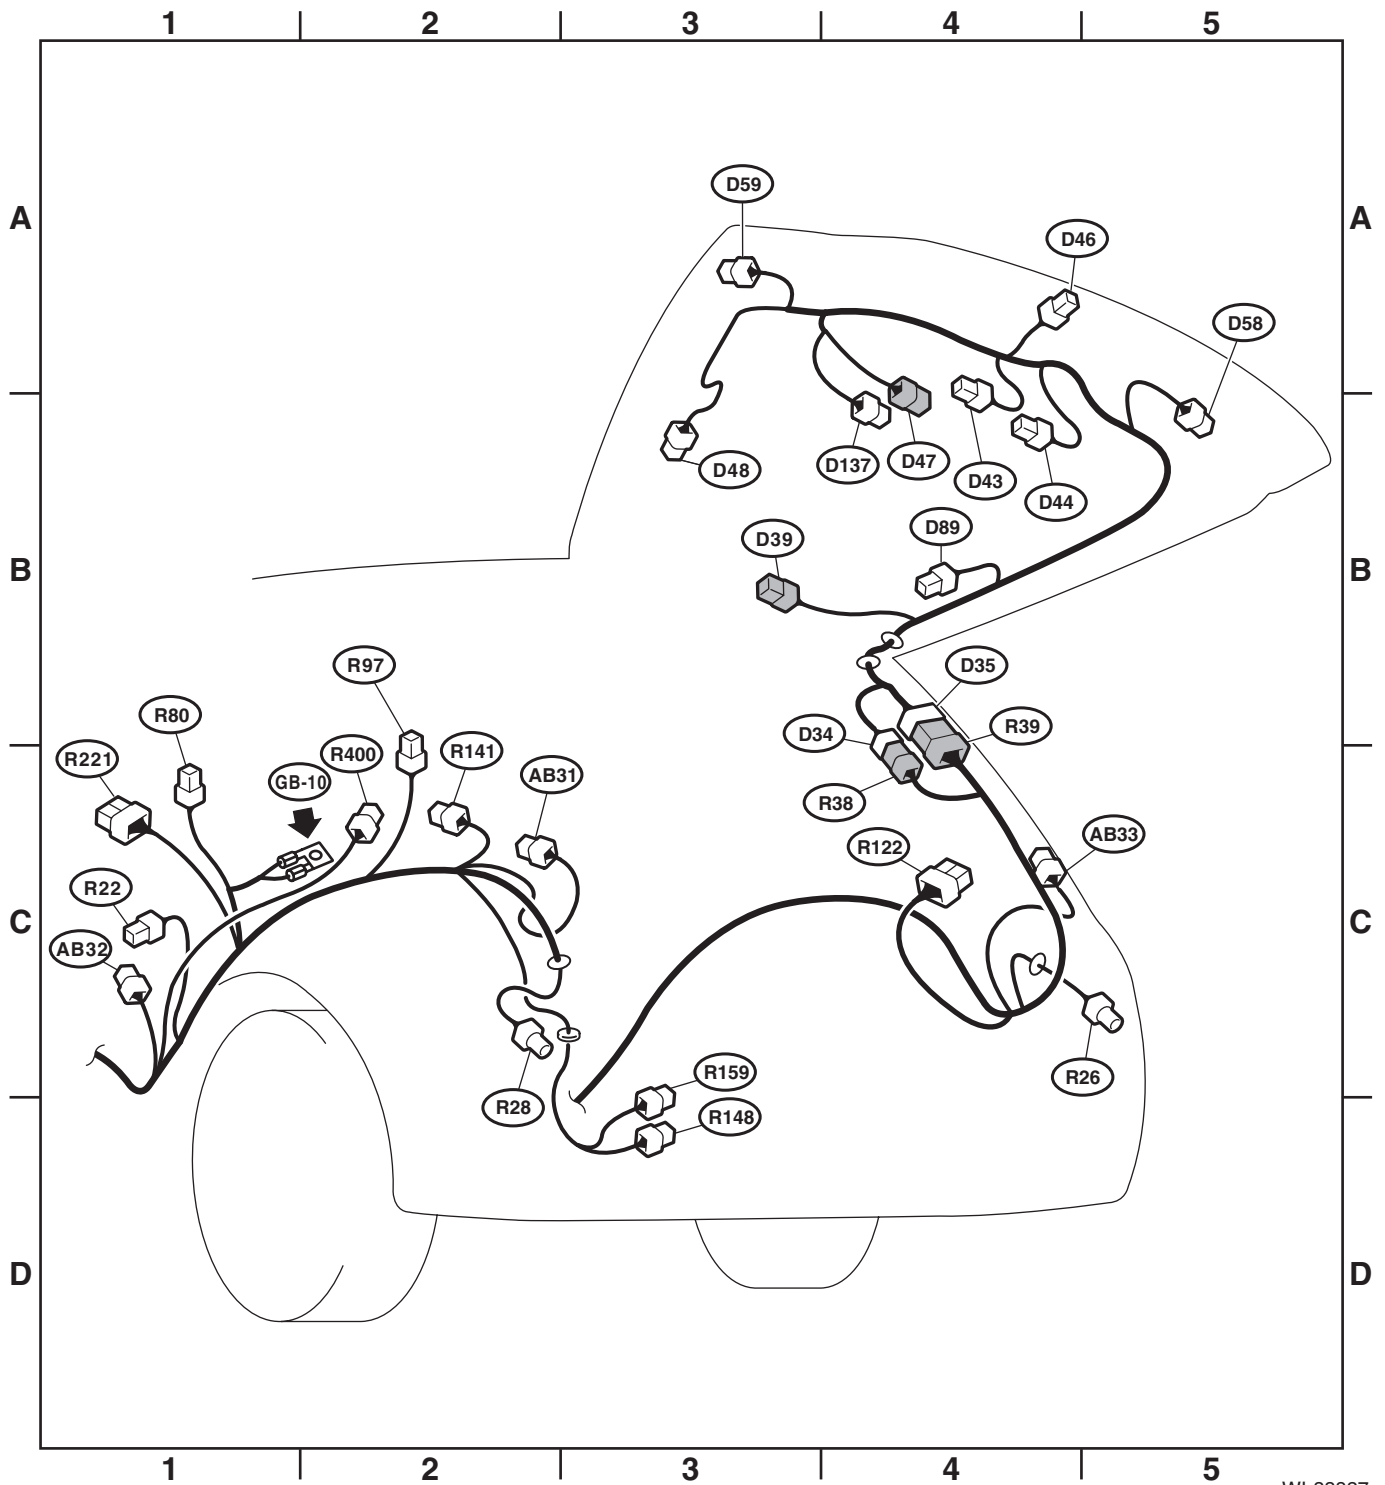 1 2 3 4 5
D59
A A
D46
D58
D48 D137 D47 D43
D44
D39 D89
B B
R97 D35
R80 R39
R221 GB-10 R400 R141 AB31 D34
R38
R122 AB33
R22
C C
AB32
R159
R28 R148 R26
D D
1 2 3 4 5